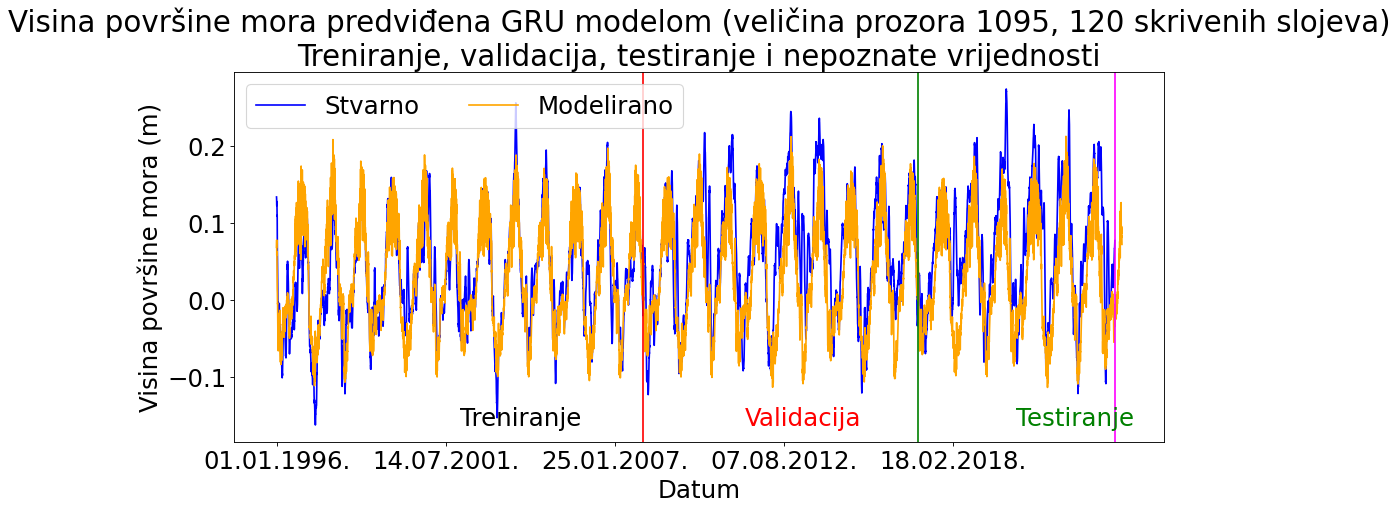 Visina površine mora predviđena GRU modelom (veličina prozora 1095, 120 skrivenih slojeva)
Treniranje, validacija, testiranje i nepoznate vrijednosti
Stvarno
Modelirano
Visina površine mora (m)
0.2
0.1
0.0
−0.1
Treniranje
Validacija
Testiranje
01.01.1996.
14.07.2001.
25.01.2007.
07.08.2012.
18.02.2018.
Datum